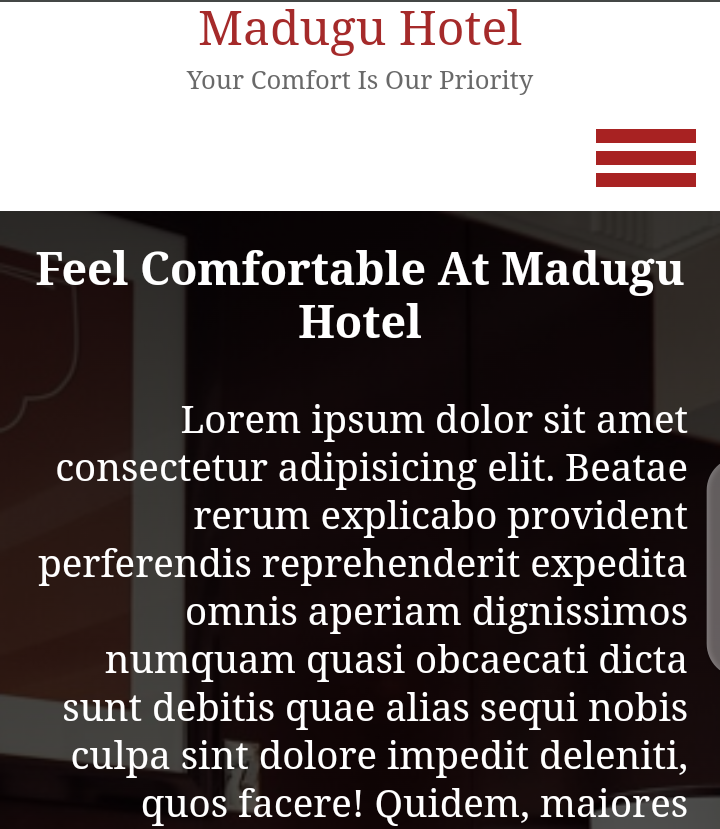 Madugu Hotel
Your Comfort Is Our Priority
Feel Comfortable At Madugu
Hotel
Lorem ipsum dolor sit amet
consectetur adipisicing elit. Beatae
rerum explicabo provident
perferendis reprehenderit expedita
omnis aperiam dignissimos
numquam quasi obcaecati dicta
sunt debitis quae alias sequi nobis
culpa sint dolore impedit deleniti,
quos facere! Quidem, maiores